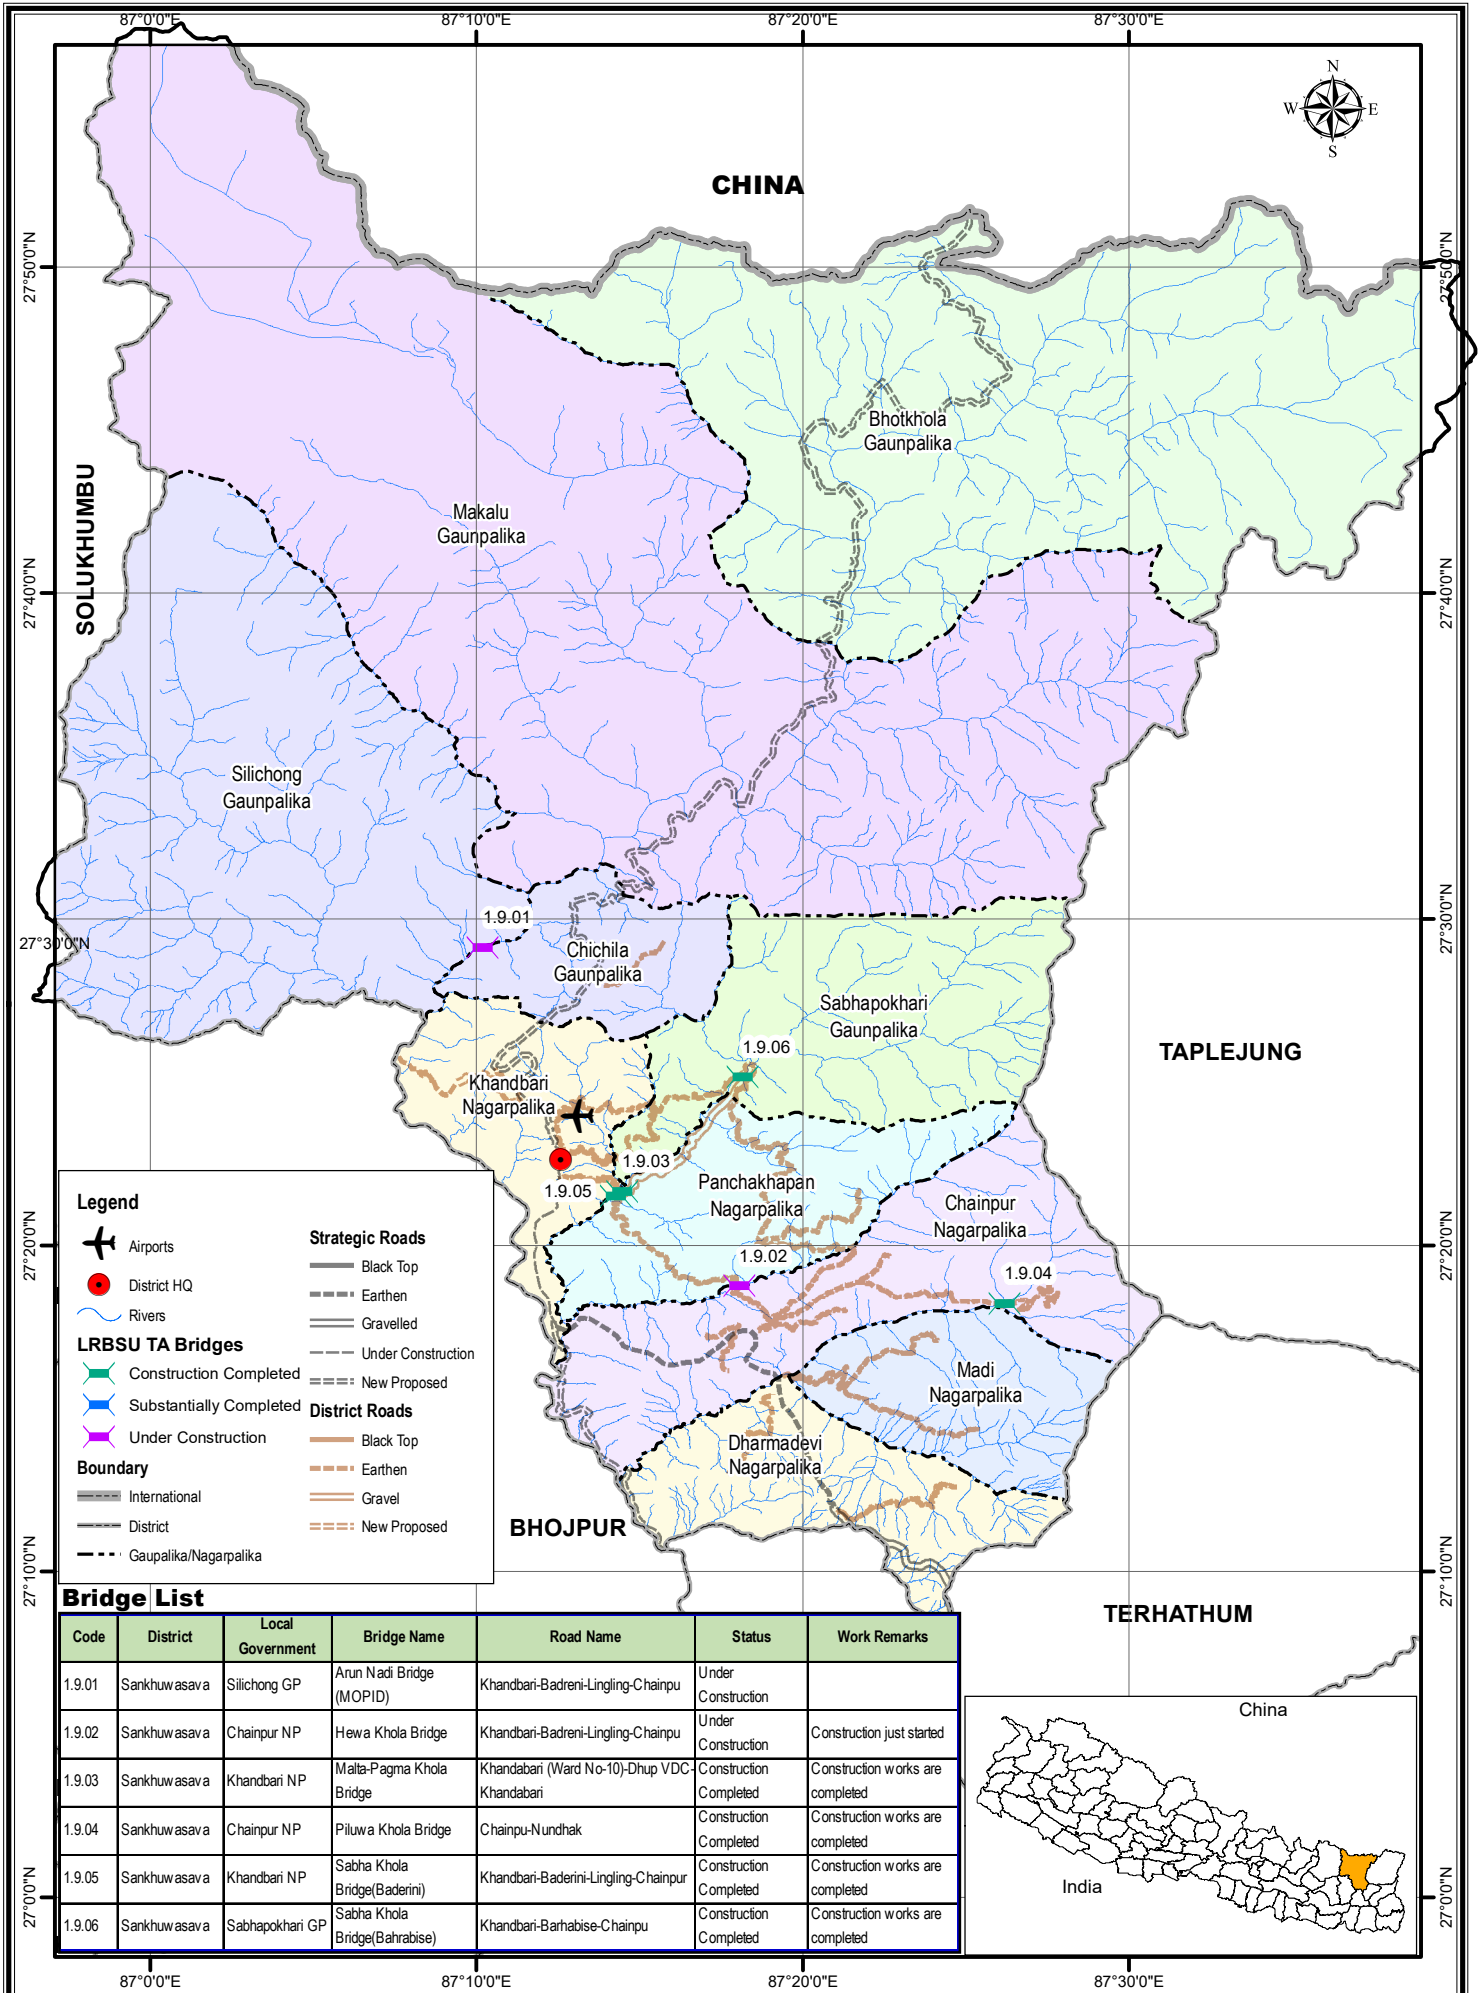 87°0'0"E
87°10'0"E
87°20'0"E
87°30'0"E
N
W
E
S
CHINA
27°50'0"N
27°50'0"N
Bhotkhola
Gaunpalika
SOLUKHUMBU
Makalu
Gaunpalika
27°40'0"N
27°40'0"N
Silichong
Gaunpalika
1.9.01
27°30'0"N
27°30'0"N
Chichila
Gaunpalika
Sabhapokhari
Gaunpalika
1.9.06
TAPLEJUNG
Khandbari
Nagarpalika
1.9.03
1.9.05
Panchakhapan
Nagarpalika
Chainpur
Nagarpalika
27°20'0"N
27°20'0"N
1.9.02
1.9.04
Madi
Nagarpalika
Dharmadevi
Nagarpalika
BHOJPUR
27°10'0"N
27°10'0"N
TERHATHUM
Legend
Airports
District HQ
Rivers
LRBSU TA Bridges
Construction Completed
Substantially Completed
Under Construction
Boundary
International
District
Gaupalika/Nagarpalika
Strategic Roads
Black Top
Earthen
Gravelled
Under Construction
New Proposed
District Roads
Black Top
Earthen
Gravel
New Proposed
Bridge List
Code District Local Government Bridge Name Road Name Status Work Remarks
1.9.01 Sankhuwasava Silichong GP Arun Nadi Bridge (MOPID) Khandbari-Badreni-Lingling-Chainpu Under Construction
1.9.02 Sankhuwasava Chainpur NP Hewa Khola Bridge Khandbari-Badreni-Lingling-Chainpu Under Construction Construction just started
1.9.03 Sankhuwasava Khandbari NP Malta-Pagma Khola Bridge Khandabari (Ward No-10)-Dhup VDC-Khandabari Construction Completed Construction works are completed
1.9.04 Sankhuwasava Chainpur NP Piluwa Khola Bridge Chainpu-Nundhak Construction Completed Construction works are completed
1.9.05 Sankhuwasava Khandbari NP Sabha Khola Bridge(Baderini) Khandbari-Baderini-Lingling-Chainpur Construction Completed Construction works are completed
1.9.06 Sankhuwasava Sabhapokhari GP Sabha Khola Bridge(Bahrabise) Khandbari-Barhabise-Chainpu Construction Completed Construction works are completed
China
India
27°0'0"N
27°0'0"N
87°0'0"E
87°10'0"E
87°20'0"E
87°30'0"E